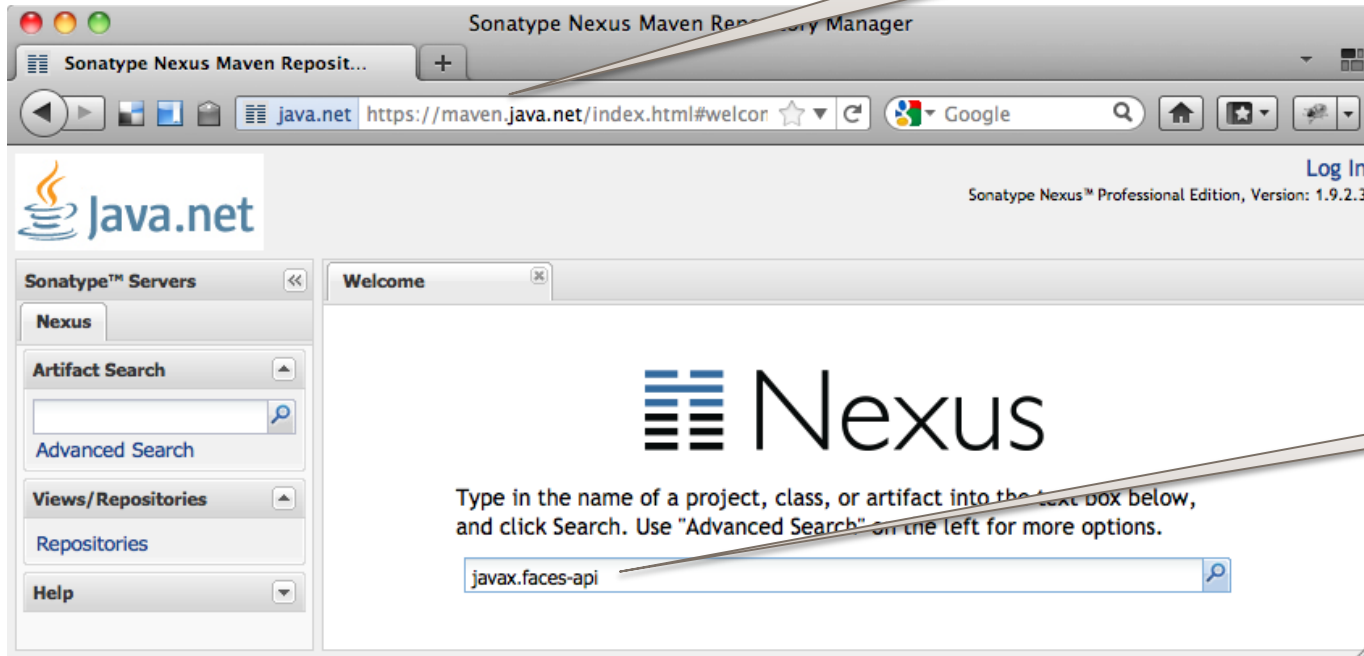 Sonatype Nexus Maven Manager
Sonatype Nexus Maven Reposit...
java.net https://maven.java.net/index.html#welcom
Google
Java.net
Log In
Sonatype Nexus™ Professional Edition, Version: 1.9.2.3
Sonatype™ Servers
Welcome
Nexus
Artifact Search
Advanced Search
Views/Repositories
Repositories
Help
Nexus
Type in the name of a project, class, or artifact into the text box below,
and click Search. Use "Advanced Search" on the left for more options.
javax.faces-api